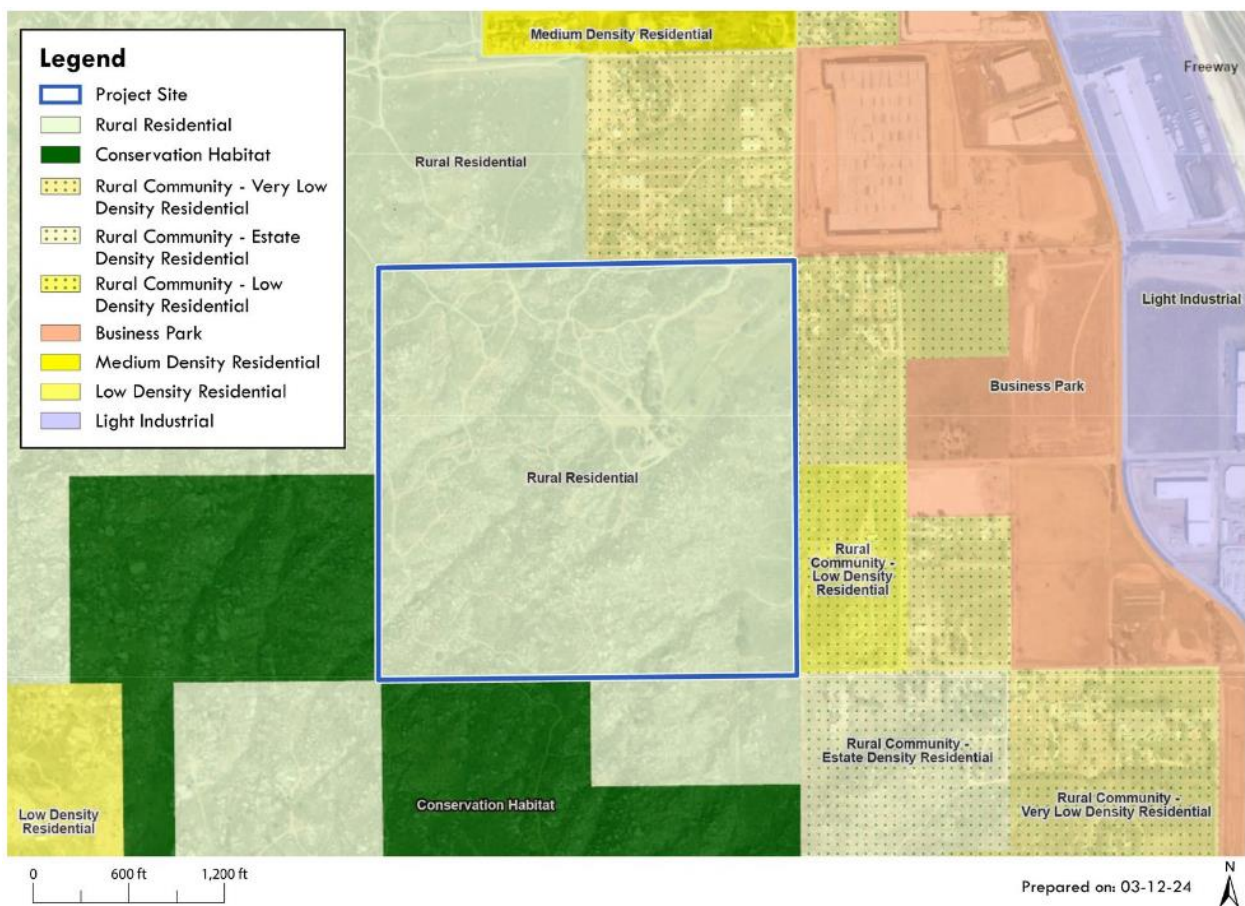 Legend
Project Site
Rural Residential
Conservation Habitat
Rural Community - Very Low
Density Residential
Rural Community - Estate
Density Residential
Rural Community - Low
Density Residential
Business Park
Medium Density Residential
Low Density Residential
Light Industrial
Medium Density Residential
Freeway
Rural Residential
Light Industrial
Business Park
Rural Residential
Rural
Community -
Low Density
Residential
Rural Community -
Estate Density Residential
Conservation Habitat
Rural Community -
Very Low Density Residential
Low Density
Residential
0 600 ft 1,200 ft
Prepared on: 03-12-24
N